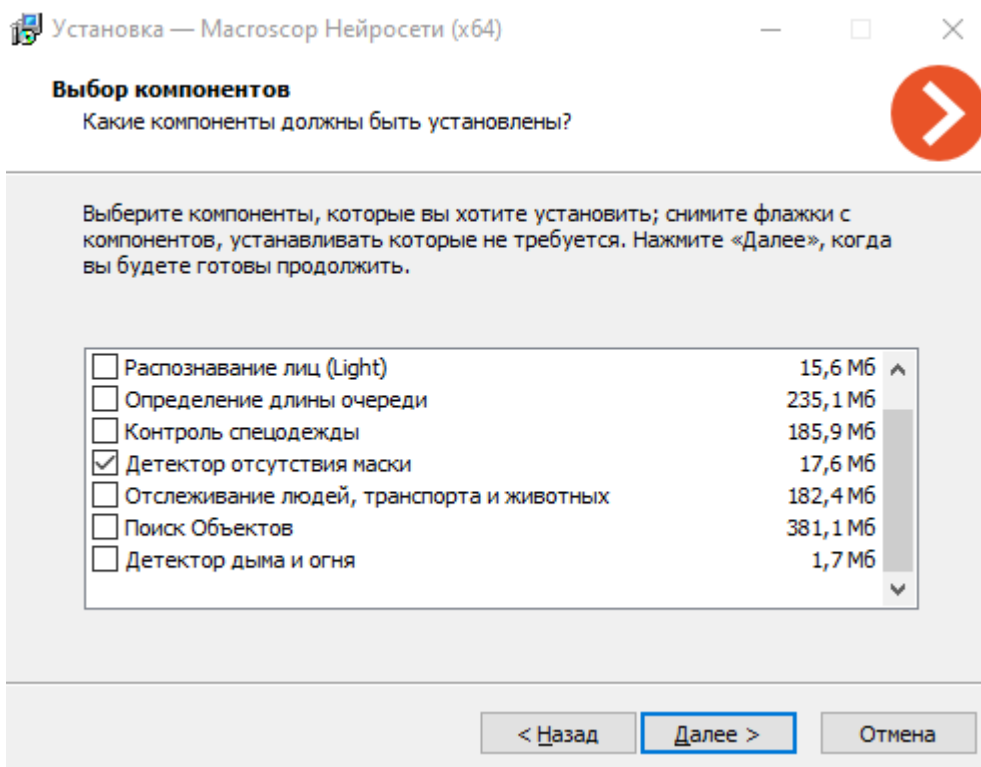 Установка — Macroscop Нейросети (x64)
Выбор компонентов
Какие компоненты должны быть установлены?
Выберите компоненты, которые вы хотите установить; снимите флажки с
компонентов, устанавливать которые не требуется. Нажмите «Далее», когда
вы будете готовы продолжить.
Распознавание лиц (Light) 15,6 Мб
Определение длины очереди 235,1 Мб
Контроль спецодежды 185,9 Мб
Детектор отсутствия маски 17,6 Мб
Отслеживание людей, транспорта и животных 182,4 Мб
Поиск Объектов 381,1 Мб
Детектор дыма и огня 1,7 Мб
< Назад Далее > Отмена